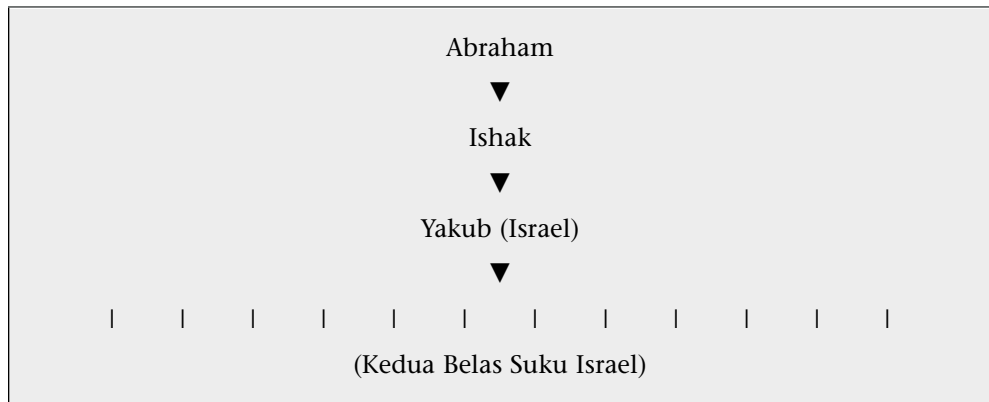 Abraham
▼
Ishak
▼
Yakub (Israel)
▼
| | | | | | | | | | | |
(Kedua Belas Suku Israel)